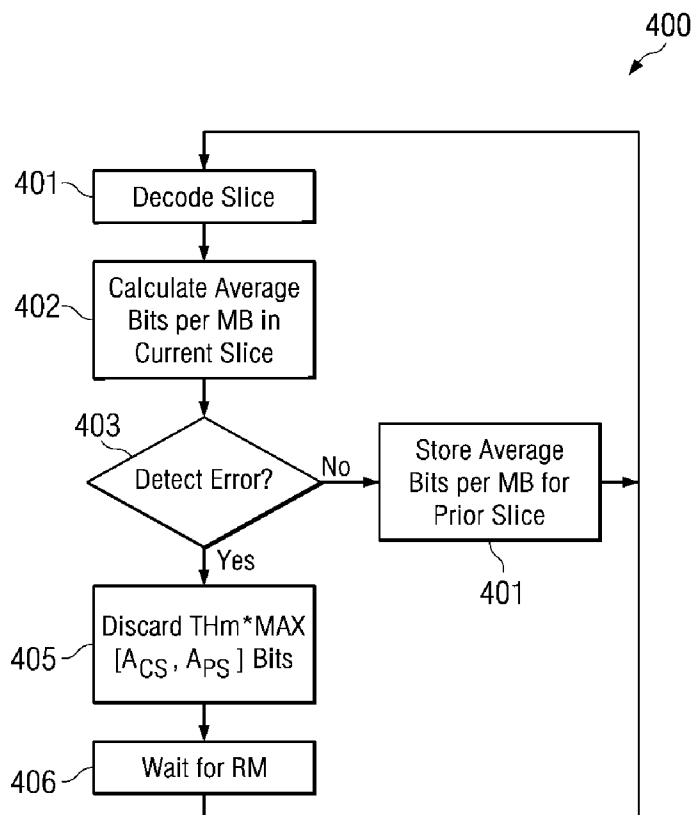 400
401
Decode Slice
402
Calculate Average
Bits per MB in
Current Slice
403
Detect Error?
No
Store Average
Bits per MB for
Prior Slice
401
Yes
405
Discard THm*MAX
[ACS, APS] Bits
406
Wait for RM